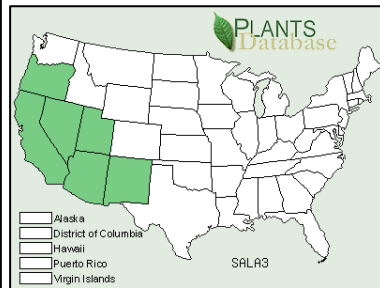 PLANTS
Database
Alaska
District of Columbia
Hawaii
Puerto Rico
Virgin Islands
SALA3